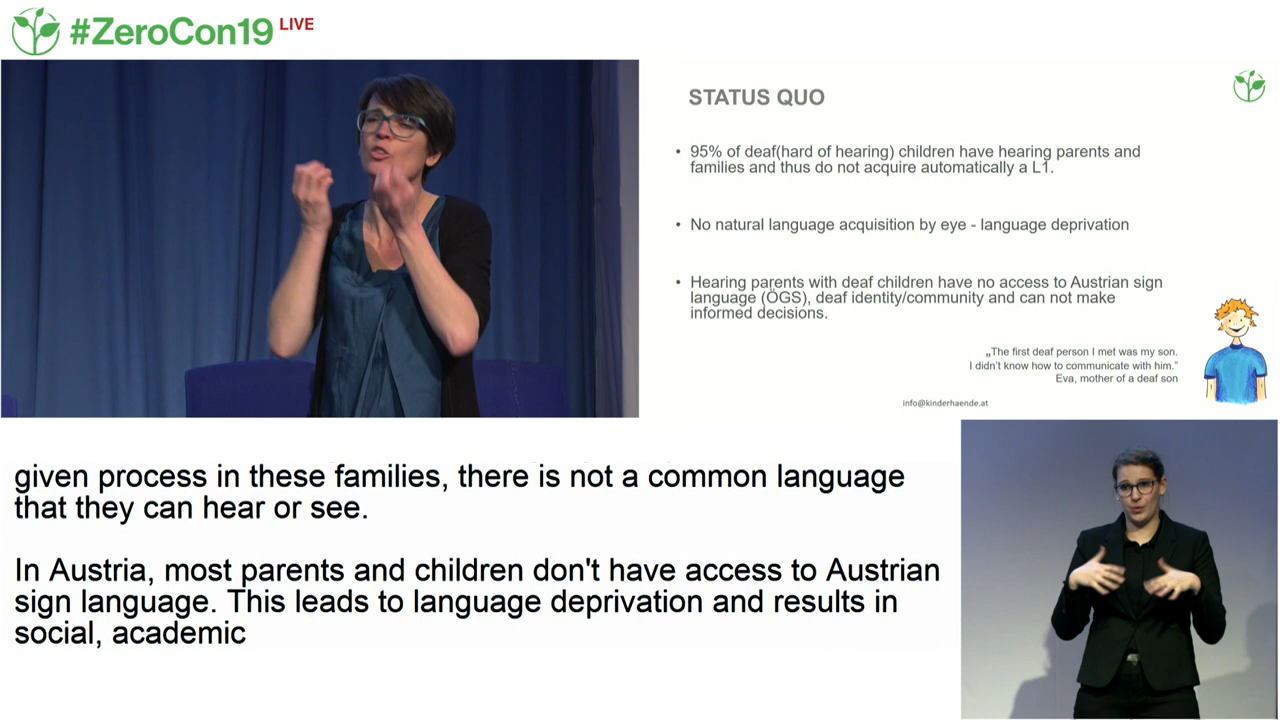 #ZeroCon19 LIVE
STATUS QUO
• 95% of deaf(hard of hearing) children have hearing parents and
families and thus do not acquire automatically a L1.
• No natural language acquisition by eye - language deprivation
• Hearing parents with deaf children have no access to Austrian sign
language (ÖGS), deaf identity/community and can not make
informed decisions.
„The first deaf person I met was my son.
I didn't know how to communicate with him.”
Eva, mother of a deaf son
info@kinderhaende.at
given process in these families, there is not a common language
that they can hear or see.
In Austria, most parents and children don't have access to Austrian
sign language. This leads to language deprivation and results in
social, academic